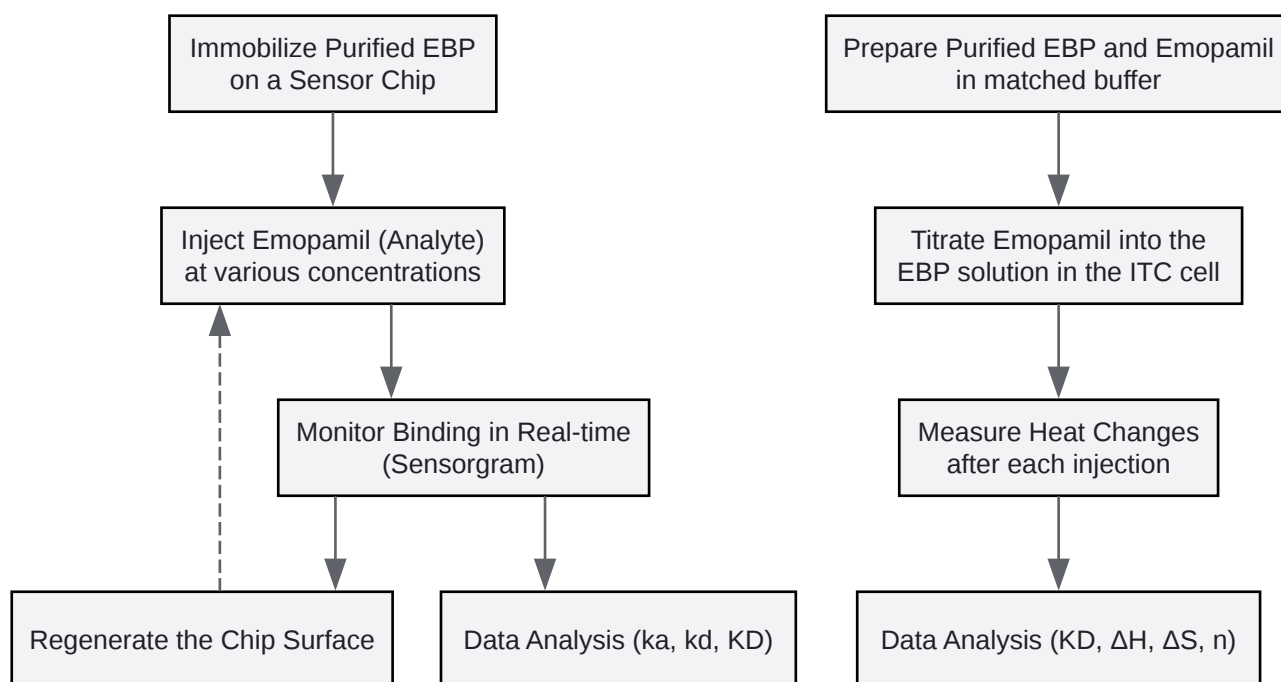 Immobilize Purified EBP
on a Sensor Chip
Inject Emopamil (Analyte)
at various concentrations
Monitor Binding in Real-time
(Sensorgram)
Regenerate the Chip Surface
Data Analysis (ka, kd, KD)
Prepare Purified EBP and Emopamil
in matched buffer
Titrate Emopamil into the
EBP solution in the ITC cell
Measure Heat Changes
after each injection
Data Analysis (KD, ΔH, ΔS, n)